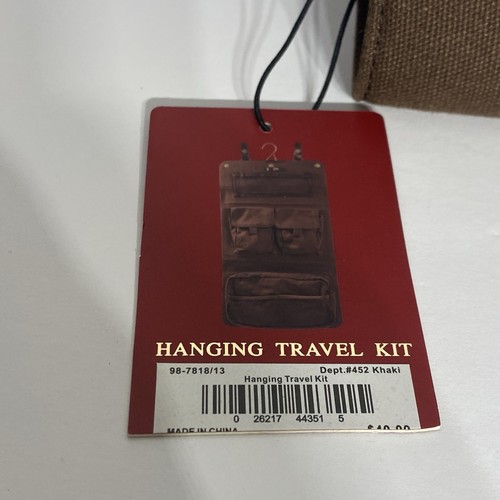 HANGING TRAVEL KIT
98-7818/13 Dept.#452 Khaki
Hanging Travel Kit
0 26217 44351 5
MADE IN CHINA